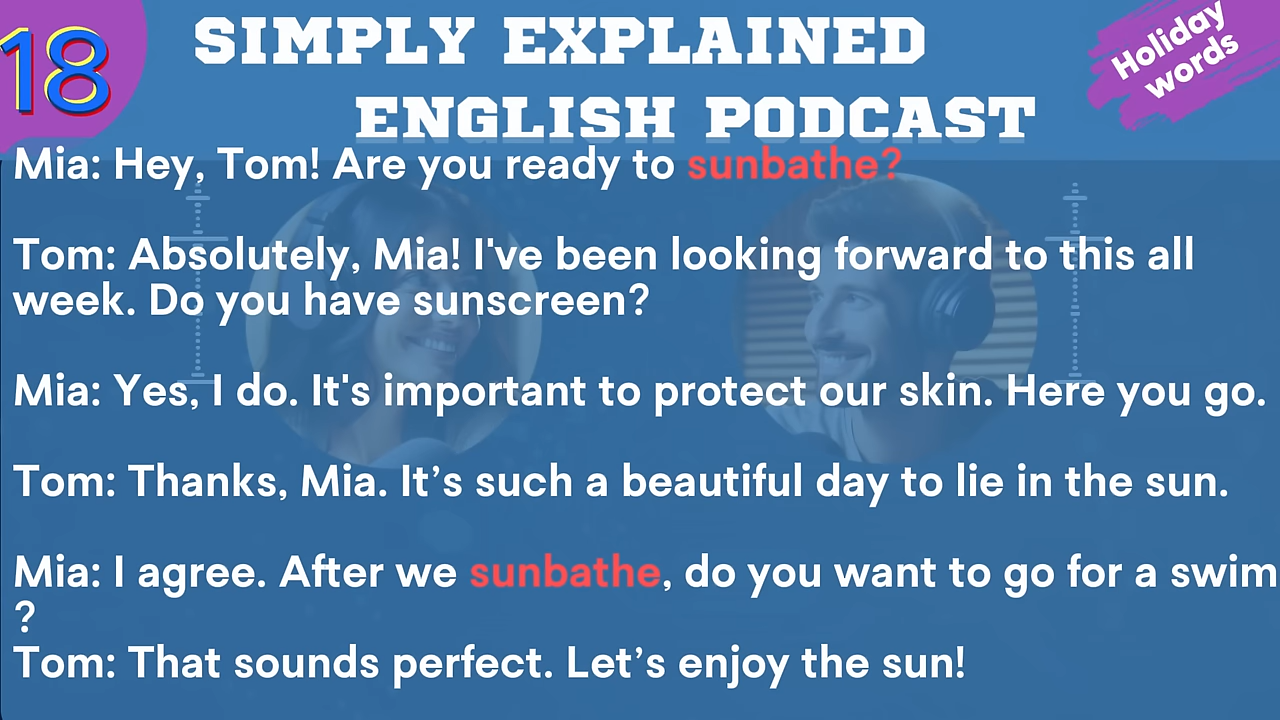 18
SIMPLY EXPLAINED
ENGLISH PODCAST
Holiday
words
Mia: Hey, Tom! Are you ready to sunbathe?
Tom: Absolutely, Mia! I've been looking forward to this all
week. Do you have sunscreen?
Mia: Yes, I do. It's important to protect our skin. Here you go.
Tom: Thanks, Mia. It’s such a beautiful day to lie in the sun.
Mia: I agree. After we sunbathe, do you want to go for a swim
?
Tom: That sounds perfect. Let’s enjoy the sun!